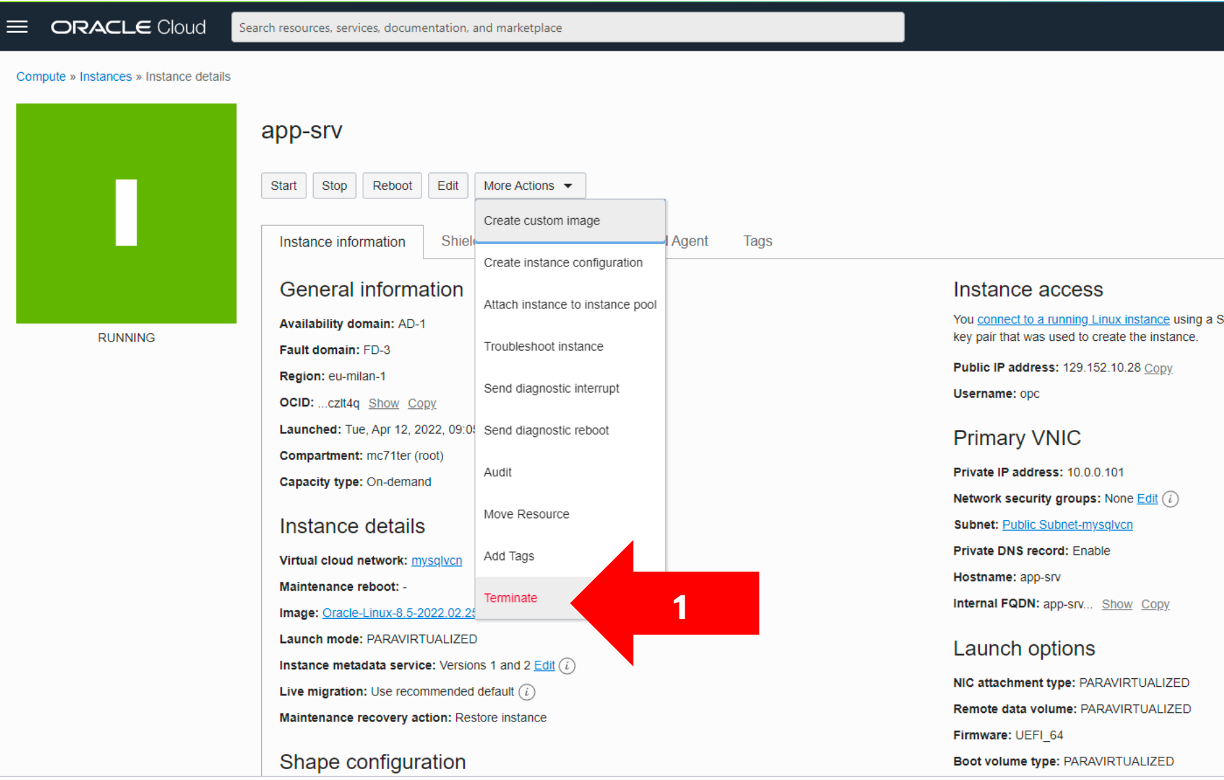 ORACLE Cloud
Search resources, services, documentation, and marketplace
Compute » Instances » Instance details
RUNNING
app-srv
Start Stop Reboot Edit More Actions
Create custom image
Create instance configuration
Attach instance to instance pool
Troubleshoot instance
Send diagnostic interrupt
Send diagnostic reboot
Audit
Move Resource
Add Tags
Terminate
1
Instance information Agent Tags
General information
Availability domain: AD-1
Fault domain: FD-3
Region: eu-milan-1
OCID: ...czlt4q Show Copy
Launched: Tue, Apr 12, 2022,
Compartment: mc71ter (root)
Capacity type: On-demand
Instance details
Virtual cloud network: mysqlvcn
Maintenance reboot: -
Image: Oracle-Linux-8.5-2022.02.25
Launch mode: PARAVIRTUALIZED
Instance metadata service: Versions 1 and 2 Edit i
Live migration: Use recommended default i
Maintenance recovery action: Restore instance
Shape configuration
Instance access
You connect to a running Linux instance using a S
key pair that was used to create the instance.
Public IP address: 129.152.10.28 Copy
Username: opc
Primary VNIC
Private IP address: 10.0.0.101
Network security groups: None Edit i
Subnet: Public Subnet-mysqlvcn
Private DNS record: Enable
Hostname: app-srv
Internal FQDN: app-srv... Show Copy
Launch options
NIC attachment type: PARAVIRTUALIZED
Remote data volume: PARAVIRTUALIZED
Firmware: UEFI_64
Boot volume type: PARAVIRTUALIZED